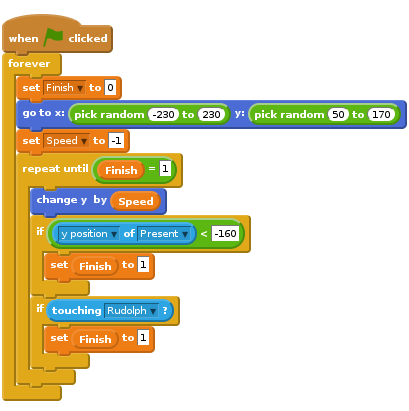 when clicked
forever
set Finish to 0
go to x: pick random -230 to 230 y: pick random 50 to 170
set Speed to -1
repeat until Finish = 1
change y by Speed
if y position of Present < -160
set Finish to 1
if touching Rudolph ?
set Finish to 1